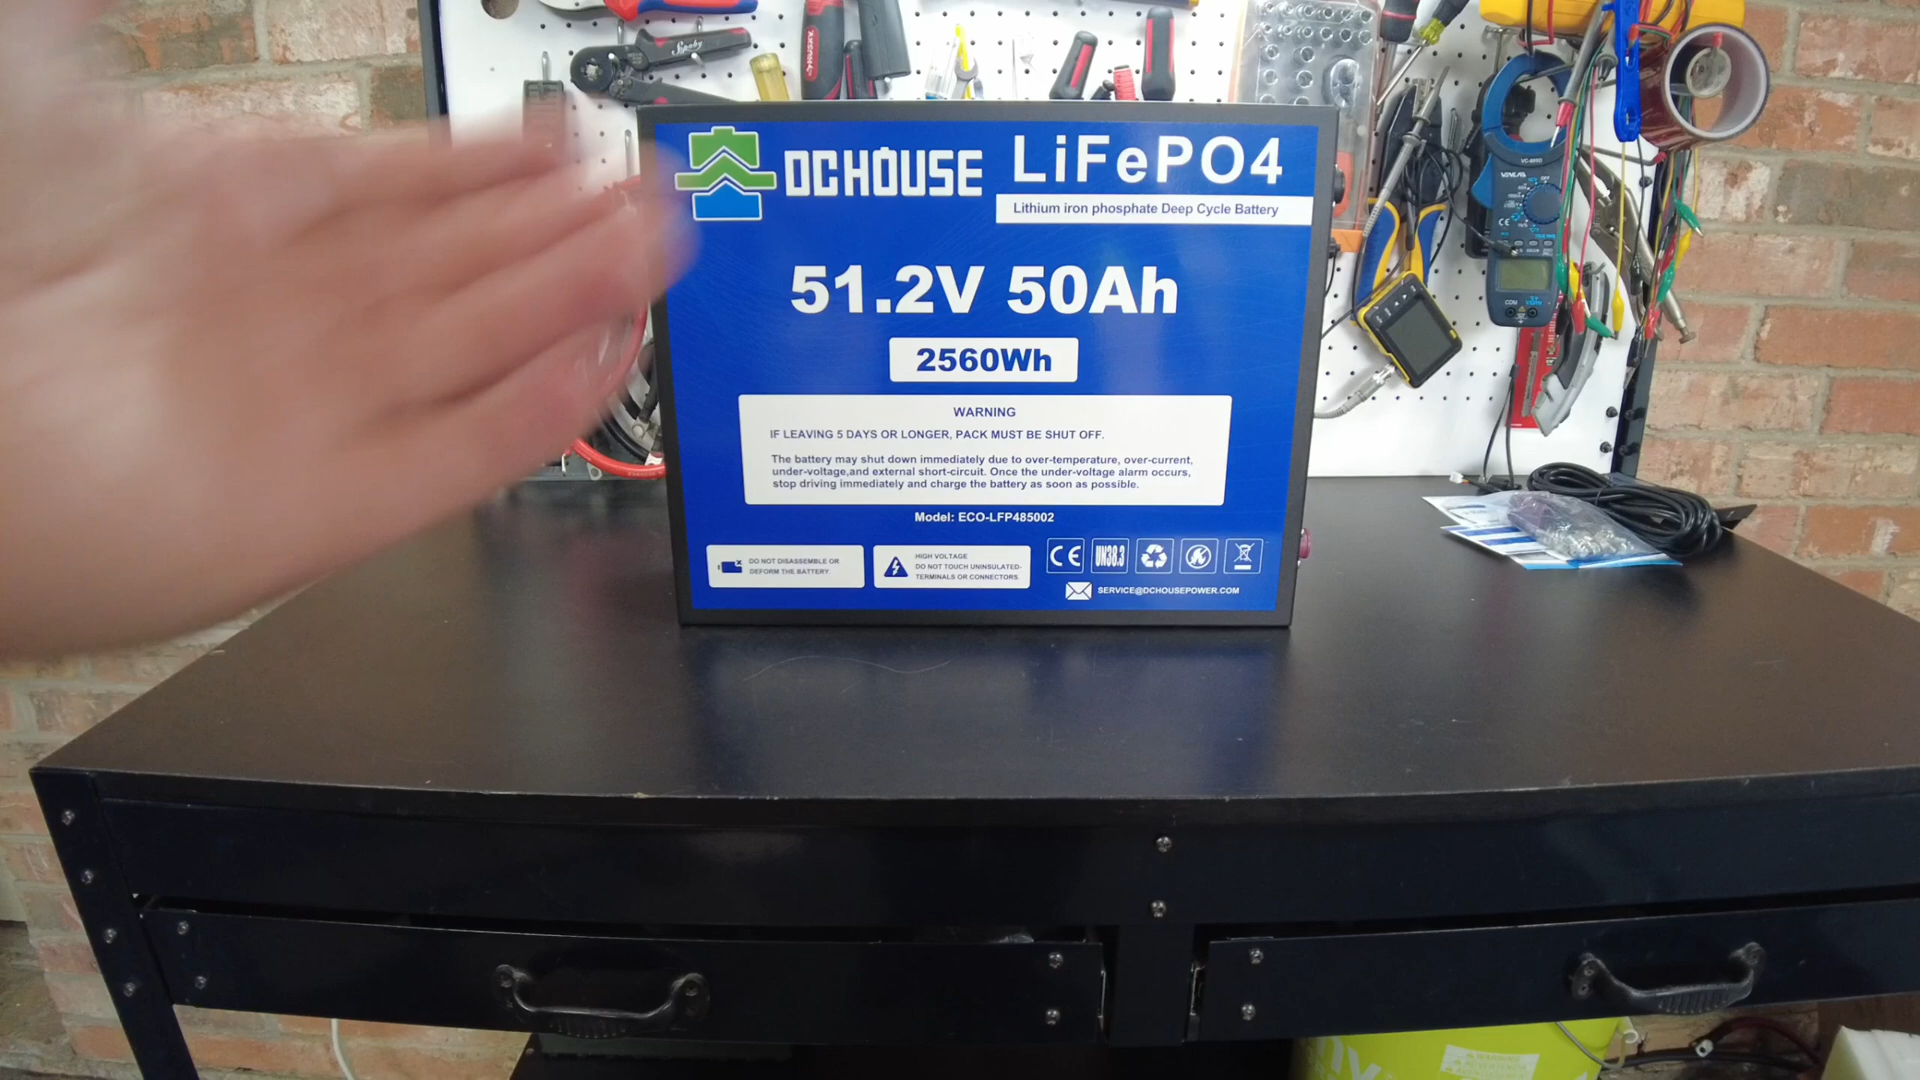 DCHOUSE
LiFePO4
Lithium iron phosphate Deep Cycle Battery
51.2V 50Ah
2560Wh
WARNING
IF LEAVING 5 DAYS OR LONGER, PACK MUST BE SHUT OFF.
The battery may shut down immediately due to over-temperature, over-current,
under-voltage,and external short-circuit. Once the under-voltage alarm occurs,
stop driving immediately and charge the battery as soon as possible.
Model: ECO-LFP485002
DO NOT DISASSEMBLE OR
DEFORM THE BATTERY
HIGH VOLTAGE
DO NOT TOUCH UNINSULATED-
TERMINALS OR CONNECTORS.
CE
UN38.3
SERVICE@DCHOUSEPOWER.COM
HUSKY
COM
WARNING